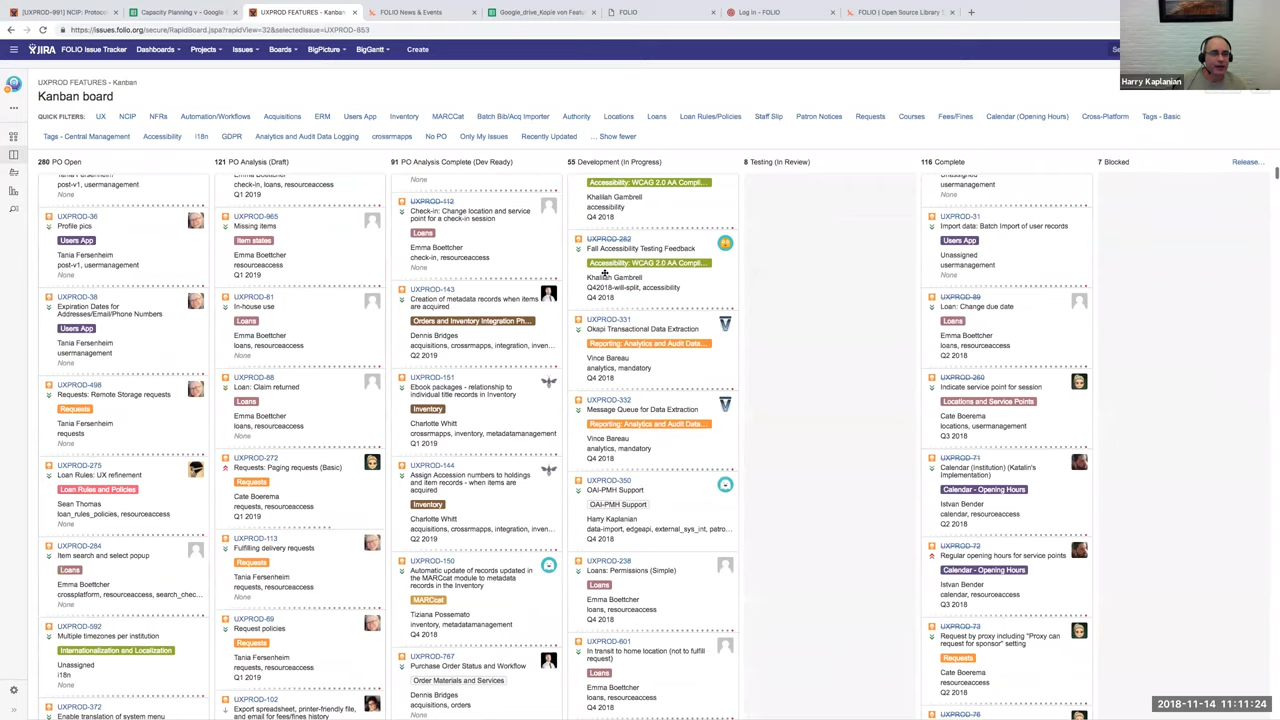 [UXPROD-991] NCIP: Protoco
Capacity Planning v - Google S
UXPROD FEATURES - Kanban
FOLIO News & Events
Google_drive_Kopie von Featur
FOLIO
Log in - FOLIO
FOLIO | Open Source Library S
https://issues.folio.org/secure/RapidBoard.jspa?rapidView=32&selectedIssue=UXPROD-853
JIRA FOLIO Issue Tracker Dashboards Projects Issues Boards BigPicture BigGantt Create
Harry Kaplanian
UXPROD FEATURES - Kanban
Kanban board
QUICK FILTERS: UX NCIP NFRs Automation/Workflows Acquisitions ERM Users App Inventory MARCCat Batch Bib/Acq Importer Authority Locations Loans Loan Rules/Policies Staff Slip Patron Notices Requests Courses Fees/Fines Calendar (Opening Hours) Cross-Platform Tags - Basic
Tags - Central Management Accessibility i18n GDPR Analytics and Audit Data Logging crossrmapps No PO Only My Issues Recently Updated ... Show fewer
280 PO Open
121 PO Analysis (Draft)
91 PO Analysis Complete (Dev Ready)
55 Development (In Progress)
8 Testing (In Review)
116 Complete
7 Blocked
Release...
post-v1, usermanagement
None
UXPROD-36
Profile pics
Users App
Tania Fersenheim
post-v1, usermanagement
None
UXPROD-38
Expiration Dates for
Addresses/Email/Phone Numbers
Users App
Tania Fersenheim
usermanagement
None
UXPROD-498
Requests: Remote Storage requests
Requests
Tania Fersenheim
requests
None
UXPROD-275
Loan Rules: UX refinement
Loan Rules and Policies
Sean Thomas
loan_rules_policies, resourceaccess
None
UXPROD-284
Item search and select popup
Loans
Emma Boettcher
crossplatform, resourceaccess, search_chec...
None
UXPROD-592
Multiple timezones per institution
Internationalization and Localization
Unassigned
i18n
None
UXPROD-372
Enable translation of system menu
Emma Boettcher
check-in, loans, resourceaccess
Q1 2019
UXPROD-965
Missing items
Item states
Emma Boettcher
resourceaccess
Q1 2019
UXPROD-81
In-house use
Loans
Emma Boettcher
loans, resourceaccess
None
UXPROD-88
Loan: Claim returned
Loans
Emma Boettcher
loans, resourceaccess
None
UXPROD-272
Requests: Paging requests (Basic)
Requests
Cate Boerema
requests, resourceaccess
Q1 2019
UXPROD-113
Fulfilling delivery requests
Requests
Tania Fersenheim
requests, resourceaccess
None
UXPROD-69
Request policies
Requests
Tania Fersenheim
requests, resourceaccess
None
UXPROD-102
Export spreadsheet, printer-friendly file,
and email for fees/fines history
None
UXPROD-112
Check-in: Change location and service
point for a check-in session
Loans
Emma Boettcher
check-in, resourceaccess
None
UXPROD-143
Creation of metadata records when items
are acquired
Orders and Inventory Integration Ph...
Dennis Bridges
acquisitions, crossrmapps, integration, inven...
Q2 2019
UXPROD-151
Ebook packages - relationship to
individual title records in Inventory
Inventory
Charlotte Whitt
crossrmapps, inventory, metadatamanagement
Q1 2019
UXPROD-144
Assign Accession numbers to holdings
and item records - when items are
acquired
Inventory
Charlotte Whitt
acquisitions, crossrmapps, integration, inven...
None
UXPROD-150
Automatic update of records updated in
the MARCcat module to metadata
records in the Inventory
MARCcat
Tiziana Possemato
inventory, metadatamanagement
Q4 2018
UXPROD-767
Purchase Order Status and Workflow
Order Materials and Services
Dennis Bridges
acquisitions, orders
None
Accessibility: WCAG 2.0 AA Compli...
Khalilah Gambrell
accessibility
Q4 2018
UXPROD-282
Fall Accessibility Testing Feedback
Accessibility: WCAG 2.0 AA Compli...
Khalilah Gambrell
Q42018-will-split, accessibility
Q4 2018
UXPROD-331
Okapi Transactional Data Extraction
Reporting: Analytics and Audit Data...
Vince Bareau
analytics, mandatory
Q4 2018
UXPROD-332
Message Queue for Data Extraction
Reporting: Analytics and Audit Data...
Vince Bareau
analytics, mandatory
Q4 2018
UXPROD-350
OAI-PMH Support
OAI-PMH Support
Harry Kaplanian
data-import, edgeapi, external_sys_int, patro...
Q4 2018
UXPROD-238
Loans: Permissions (Simple)
Loans
Emma Boettcher
loans, resourceaccess
Q4 2018
UXPROD-601
In transit to home location (not to fulfill
request)
Loans
Emma Boettcher
loans, resourceaccess
Q4 2018
Unassigned
usermanagement
None
UXPROD-31
Import data: Batch Import of user records
Users App
Unassigned
usermanagement
None
UXPROD-89
Loan: Change due date
Loans
Emma Boettcher
loans, resourceaccess
Q2 2018
UXPROD-260
Indicate service point for session
Locations and Service Points
Cate Boerema
locations, usermanagement
Q3 2018
UXPROD-71
Calendar (Institution) (Katalin's
Implementation)
Calendar - Opening Hours
Istvan Bender
calendar, resourceaccess
Q2 2018
UXPROD-72
Regular opening hours for service points
Calendar - Opening Hours
Istvan Bender
calendar, resourceaccess
Q3 2018
UXPROD-73
Request by proxy including "Proxy can
request for sponsor" setting
Requests
Cate Boerema
resourceaccess
Q2 2018
UXPROD-76
2018-11-14 11:11:24